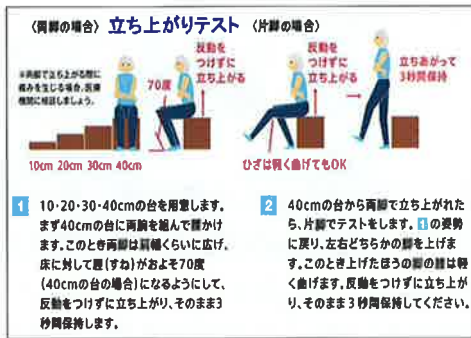 〈両脚の場合〉 立ち上がりテスト 〈片脚の場合〉
※両脚で立ち上がる際に
痛みを生じる場合、医療
機関に相談しましょう。
70度
反動を
つけずに
立ち上がる
10cm 20cm 30cm 40cm
反動を
つけずに
立ち上がる
立ちあがって
3秒間保持
ひざは軽く曲げてもOK
1 10・20・30・40cmの台を用意します。
まず40cmの台に両腕を組んで腰かけ
ます。このとき両脚は肩幅くらいに広げ、
床に対して脛(すね)がおよそ70度
(40cmの台の場合)になるようにして、
反動をつけずに立ち上がり、そのまま3
秒間保持します。
2 40cmの台から両脚で立ち上がれた
ら、片脚でテストをします。1の姿勢
に戻り、左右どちらかの脚を上げま
す。このとき上げたほうの脚の膝は軽
く曲げます。反動をつけずに立ち上が
り、そのまま3秒間保持してください。